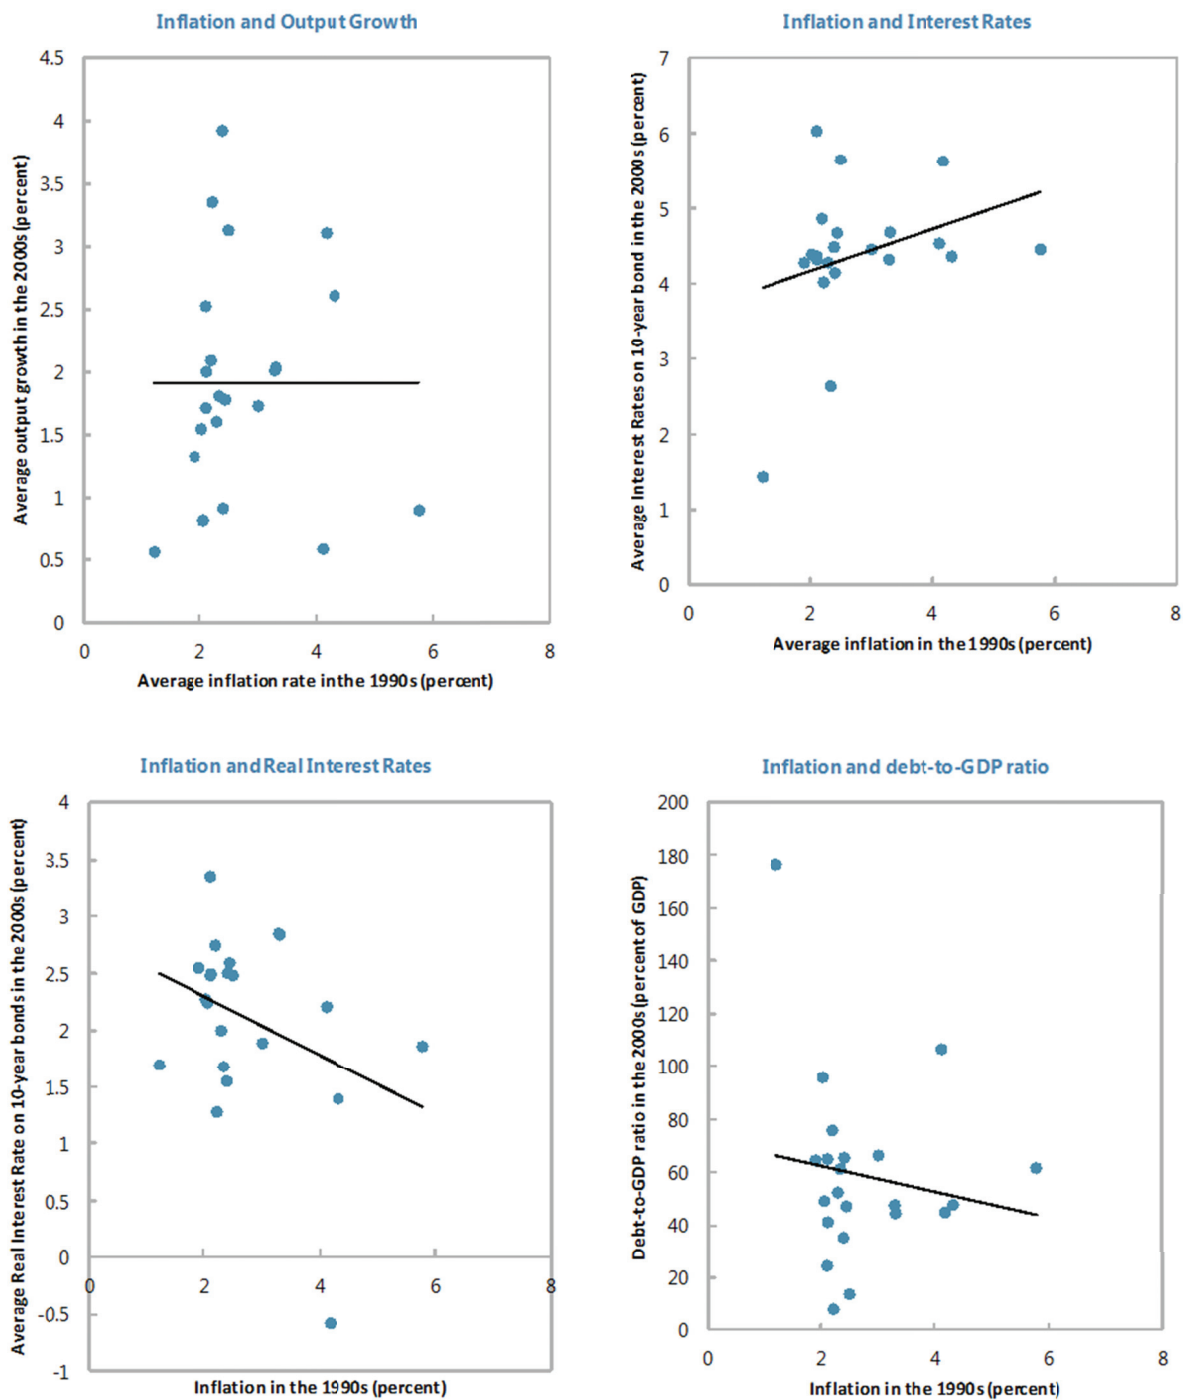 Inflation and Output Growth
4.5
4
3.5
3
2.5
2
1.5
1
0.5
0
0 2 4 6 8
Average output growth in the 2000s (percent)
Average inflation rate in the 1990s (percent)
Inflation and Interest Rates
7
6
5
4
3
2
1
0
0 2 4 6 8
Average Interest Rates on 10-year bond in the 2000s (percent)
Average inflation in the 1990s (percent)
Inflation and Real Interest Rates
4
3.5
3
2.5
2
1.5
1
0.5
0
-0.5
-1
0 2 4 6 8
Average Real Interest Rate on 10-year bonds in the 2000s (percent)
Inflation in the 1990s (percent)
Inflation and debt-to-GDP ratio
200
180
160
140
120
100
80
60
40
20
0
0 2 4 6 8
Debt-to-GDP ratio in the 2000s (percent of GDP)
Inflation in the 1990s (percent)